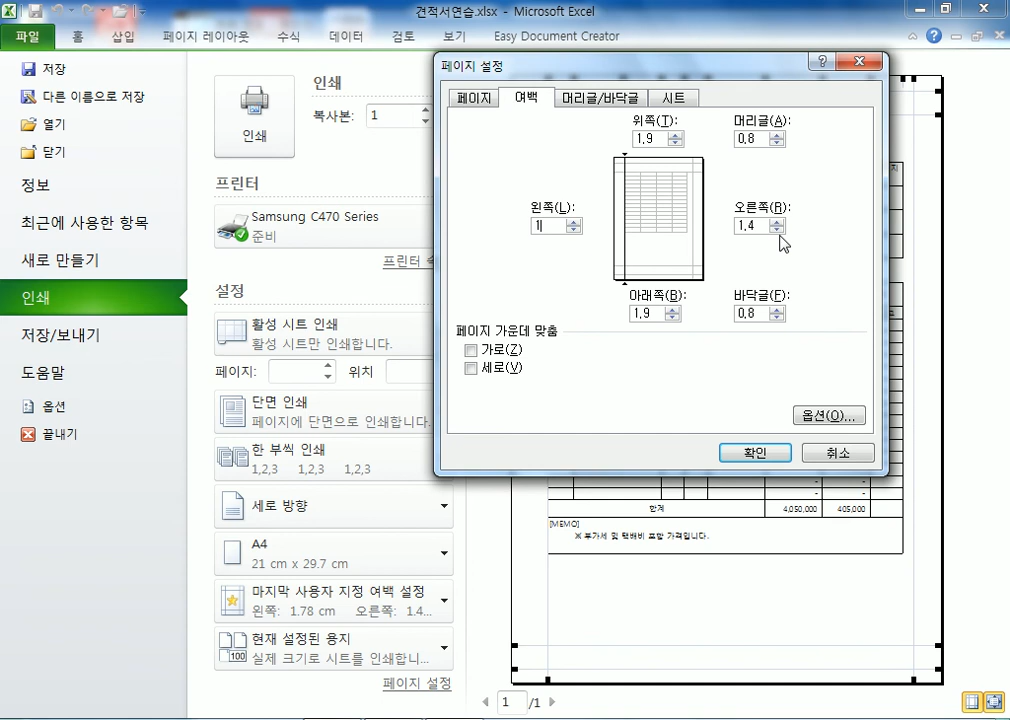 견적서연습.xlsx - Microsoft Excel
파일 홈 삽입 페이지 레이아웃 수식 데이터 검토 보기 Easy Document Creator
저장
다른 이름으로 저장
열기
닫기
정보
최근에 사용한 항목
새로 만들기
인쇄
저장/보내기
도움말
옵션
끝내기
인쇄
인쇄
복사본: 1
프린터
Samsung C470 Series
준비
프린터 속
설정
활성 시트 인쇄
활성 시트만 인쇄합니다.
페이지: 위치
단면 인쇄
페이지에 단면으로 인쇄합니다.
한 부씩 인쇄
1,2,3 1,2,3 1,2,3
세로 방향
A4
21 cm x 29.7 cm
마지막 사용자 지정 여백 설정
왼쪽: 1.78 cm 오른쪽: 1.4...
현재 설정된 용지
실제 크기로 시트를 인쇄합니...
100
페이지 설정
페이지 설정
페이지 여백 머리글/바닥글 시트
위쪽(T): 머리글(A):
1.9 0.8
왼쪽(L): 오른쪽(R):
1 1.4
아래쪽(B): 바닥글(F):
1.9 0.8
페이지 가운데 맞춤
가로(Z)
세로(V)
옵션(O)...
확인 취소
합계 4,050,000 405,000
[MEMO]
※ 부가세 및 택배비 포함 가격입니다.
1 /1